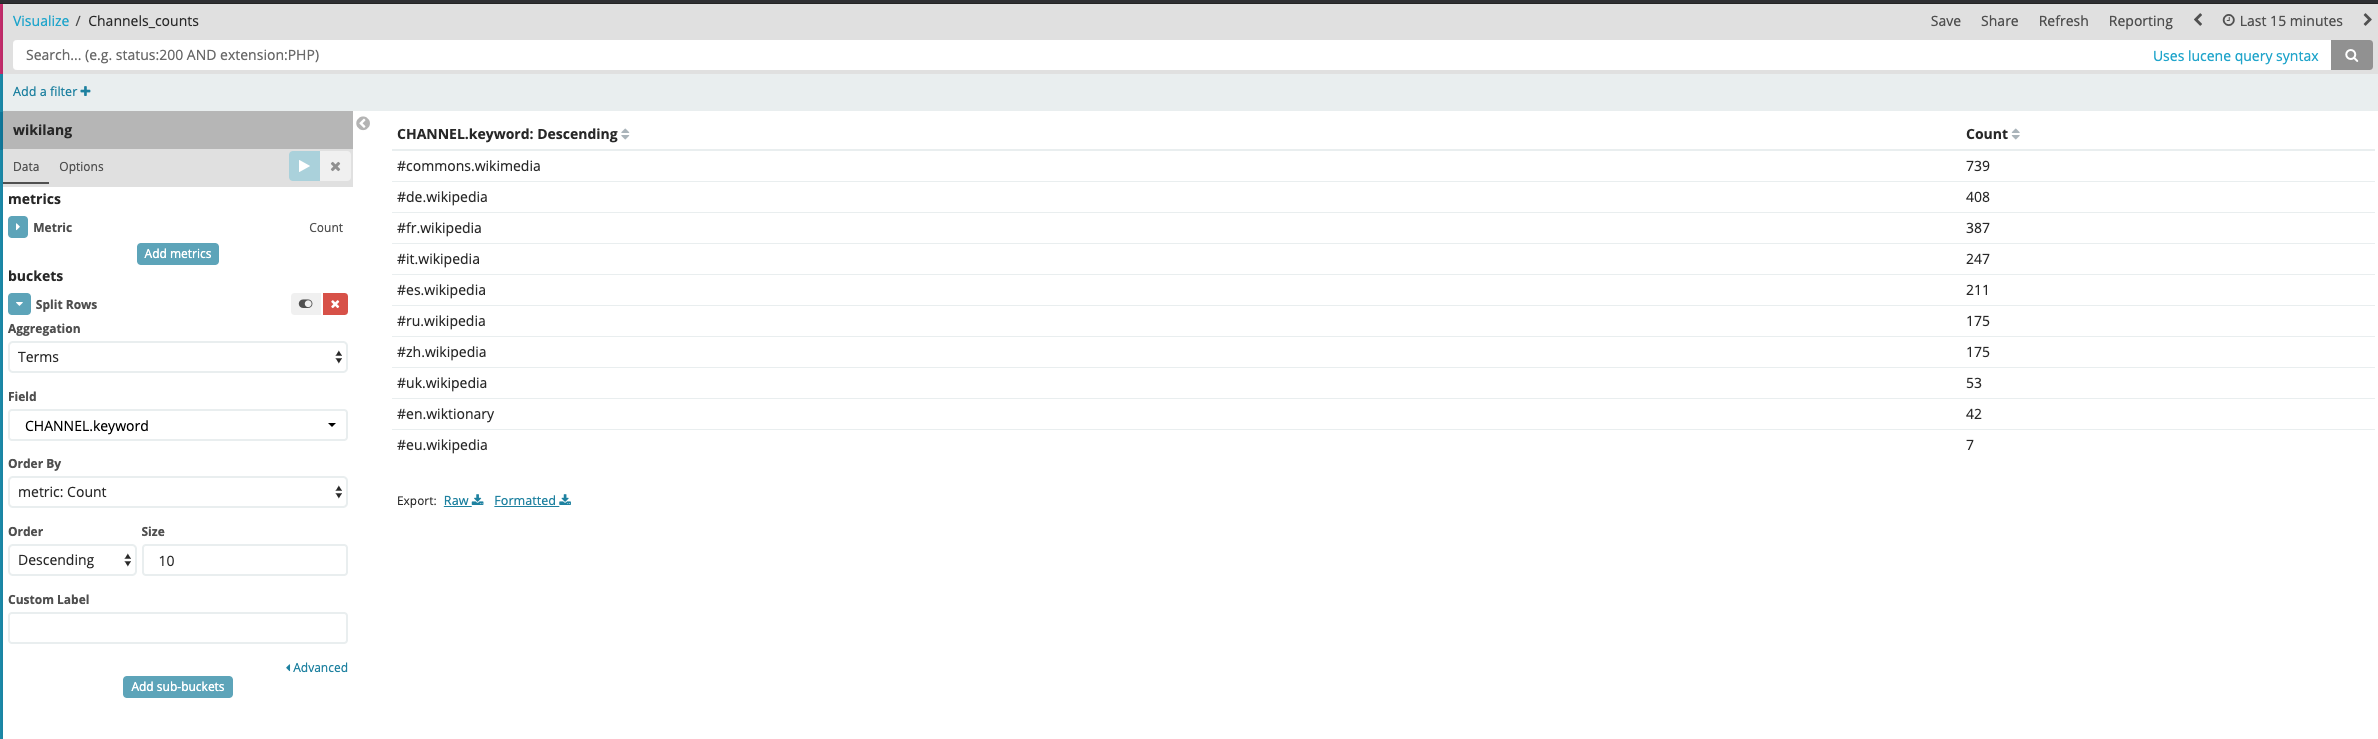 Visualize / Channels_counts
Save Share Refresh Reporting Last 15 minutes
Search... (e.g. status:200 AND extension:PHP)
Uses lucene query syntax
Add a filter +
wikilang
Data Options
metrics
Metric Count
Add metrics
buckets
Split Rows
Aggregation
Terms
Field
CHANNEL.keyword
Order By
metric: Count
Order Size
Descending 10
Custom Label
Advanced
Add sub-buckets
CHANNEL.keyword: Descending Count
#commons.wikimedia 739
#de.wikipedia 408
#fr.wikipedia 387
#it.wikipedia 247
#es.wikipedia 211
#ru.wikipedia 175
#zh.wikipedia 175
#uk.wikipedia 53
#en.wiktionary 42
#eu.wikipedia 7
Export: Raw Formatted